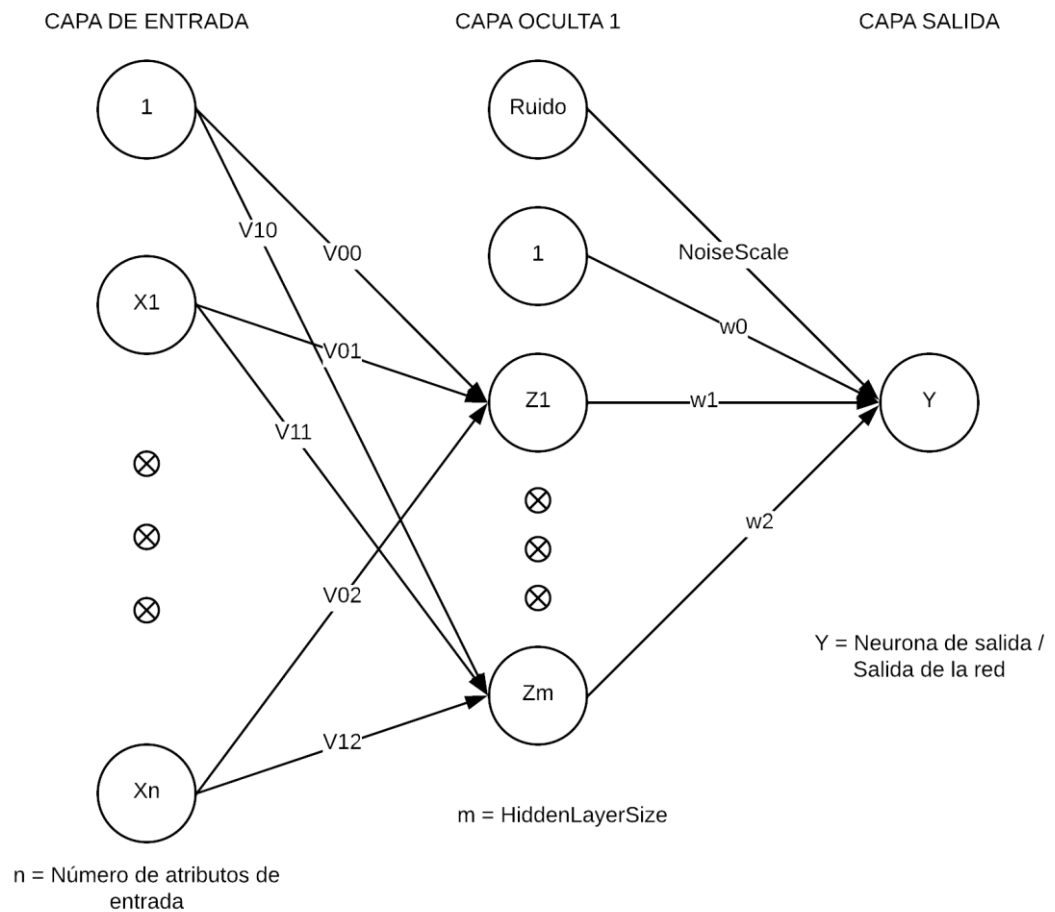 CAPA DE ENTRADA
CAPA OCULTA 1
CAPA SALIDA
1
Ruido
V10
V00
NoiseScale
1
X1
w0
V01
Z1
w1
Y
V11
w2
V02
Y = Neurona de salida /
Salida de la red
Zm
V12
Xn
m = HiddenLayerSize
n = Número de atributos de
entrada